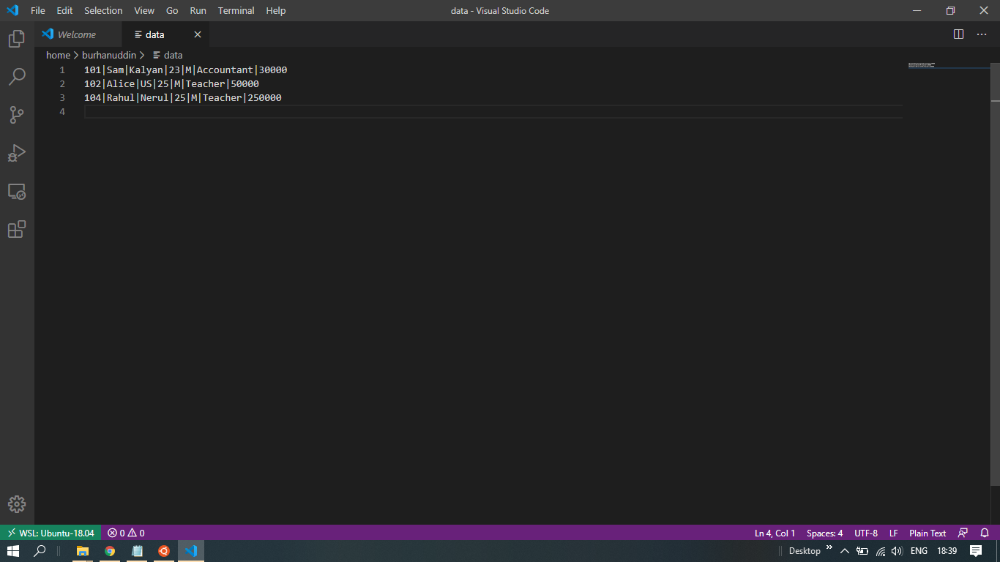 File Edit Selection View Go Run Terminal Help data - Visual Studio Code
Welcome data
home > burhanuddin > data
1 101|Sam|Kalyan|23|M|Accountant|30000
2 102|Alice|US|25|M|Teacher|50000
3 104|Rahul|Nerul|25|M|Teacher|250000
4
WSL: Ubuntu-18.04 0 0 Ln 4, Col 1 Spaces: 4 UTF-8 LF Plain Text
Desktop ENG 18:39